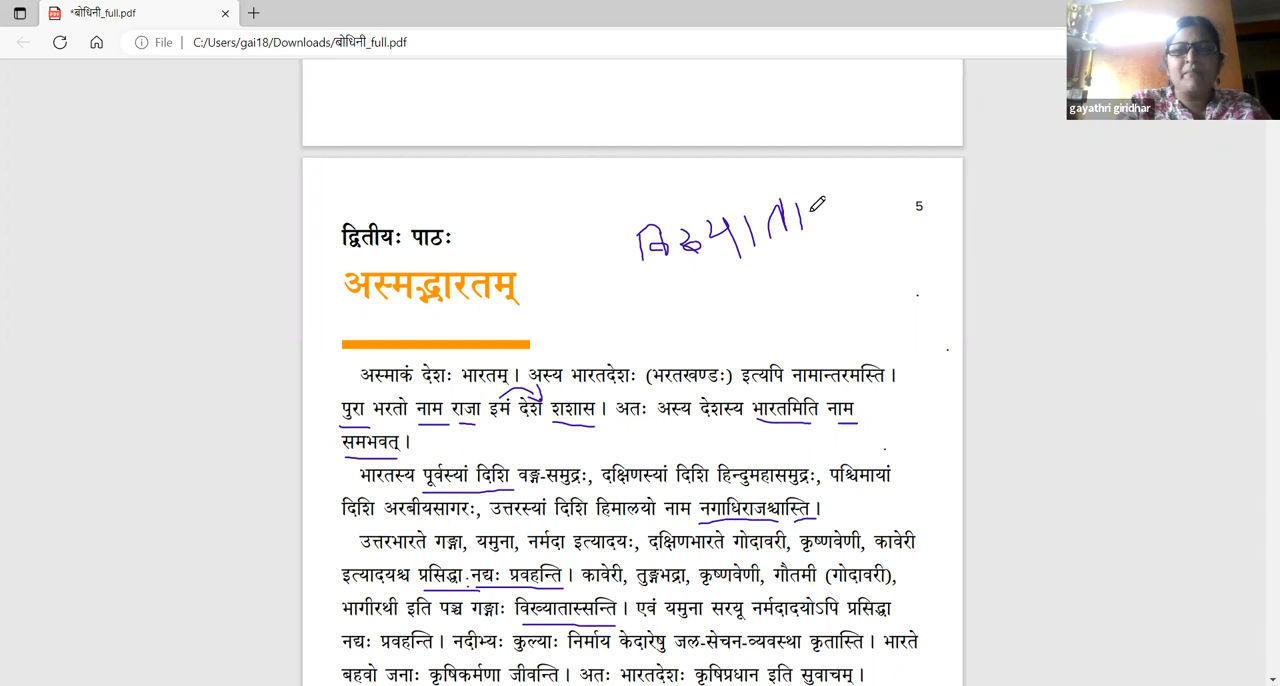 *बोधिनी_full.pdf
File C:/Users/gai18/Downloads/बोधिनी_full.pdf
gayathri giridhar
5
विख्याता
द्वितीयः पाठः
अस्मद्भारतम्
अस्माकं देशः भारतम् । अस्य भारतदेशः (भरतखण्डः) इत्यपि नामान्तरमस्ति ।
पुरा भरतो नाम राजा इमं देशं शशास । अतः अस्य देशस्य भारतमिति नाम
समभवत् ।
भारतस्य पूर्वस्यां दिशि वङ्ग-समुद्रः, दक्षिणस्यां दिशि हिन्दुमहासमुद्रः, पश्चिमायां
दिशि अरबीयसागरः, उत्तरस्यां दिशि हिमालयो नाम नगाधिराजश्चास्ति ।
उत्तरभारते गङ्गा, यमुना, नर्मदा इत्यादयः, दक्षिणभारते गोदावरी, कृष्णवेणी, कावेरी
इत्यादयश्च प्रसिद्धा नद्यः प्रवहन्ति । कावेरी, तुङ्गभद्रा, कृष्णवेणी, गौतमी (गोदावरी),
भागीरथी इति पञ्च गङ्गाः विख्यातास्सन्ति । एवं यमुना सरयू नर्मदादयोऽपि प्रसिद्धा
नद्यः प्रवहन्ति । नदीभ्यः कुल्याः निर्माय केदारेषु जल-सेचन-व्यवस्था कृतास्ति । भारते
बहवो जनाः कृषिकर्मणा जीवन्ति । अतः भारतदेशः कृषिप्रधान इति सुवाचम् ।